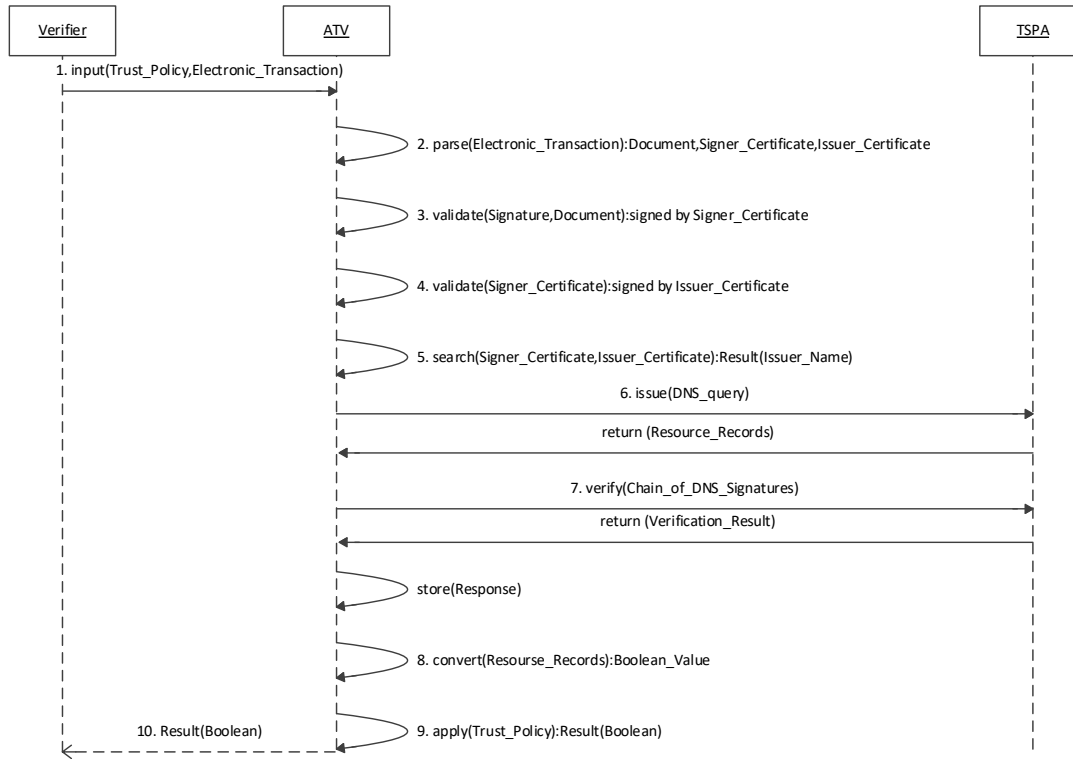 Verifier
ATV
TSPA
1. input(Trust_Policy,Electronic_Transaction)
2. parse(Electronic_Transaction):Document,Signer_Certificate,Issuer_Certificate
3. validate(Signature,Document):signed by Signer_Certificate
4. validate(Signer_Certificate):signed by Issuer_Certificate
5. search(Signer_Certificate,Issuer_Certificate):Result(Issuer_Name)
6. issue(DNS_query)
return (Resource_Records)
7. verify(Chain_of_DNS_Signatures)
return (Verification_Result)
store(Response)
8. convert(Resourse_Records):Boolean_Value
10. Result(Boolean)
9. apply(Trust_Policy):Result(Boolean)